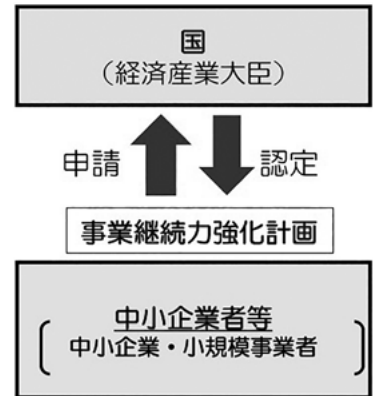 国
（経済産業大臣）
申請
認定
事業継続力強化計画
中小企業者等
中小企業・小規模事業者